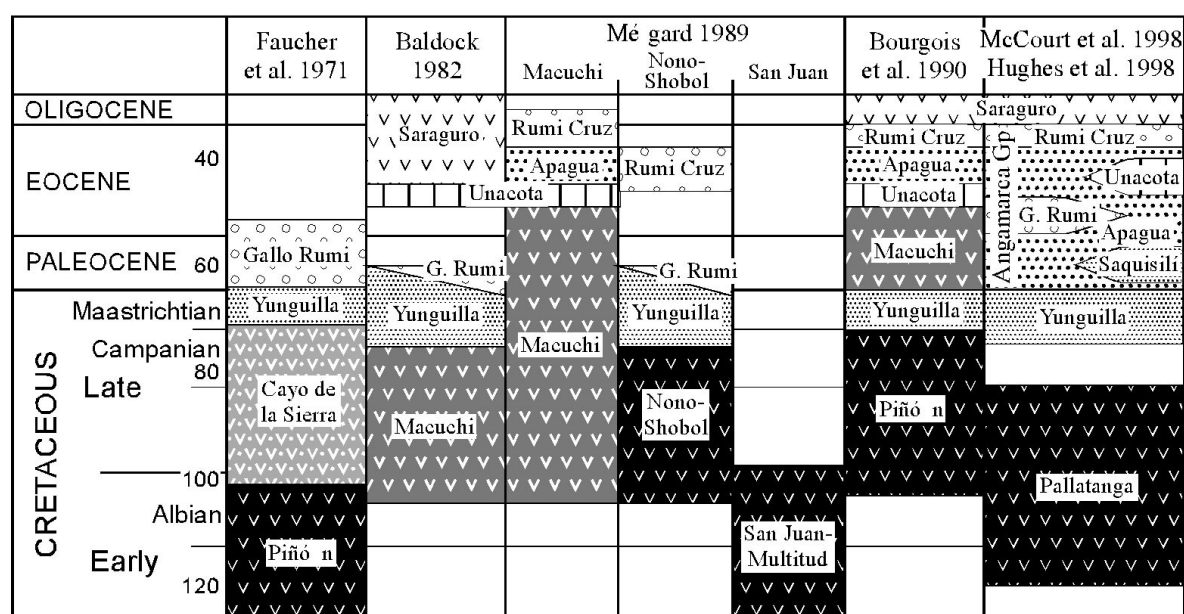 Faucher
et al. 1971
Baldock
1982
Mé gard 1989
Macuchi
Nono-
Shobol
San Juan
Bourgois
et al. 1990
McCourt et al. 1998
Hughes et al. 1998
OLIGOCENE
EOCENE
40
PALEOCENE 60
CRETACEOUS
Maastrichtian
Campanian
80
Late
100
Albian
Early
120
Gallo Rumi
Yunguilla
Cayo de
la Sierra
Piñó n
Saraguro
Unacota
G. Rumi
Yunguilla
Macuchi
Rumi Cruz
Apagua
Macuchi
Rumi Cruz
G. Rumi
Yunguilla
Nono-
Shobol
San Juan-
Multitud
Saraguro
Rumi Cruz
Apagua
Unacota
Macuchi
Yunguilla
Piñó n
Angamarca Gp
Rumi Cruz
Unacota
G. Rumi
Apagua
Saquisilí
Yunguilla
Pallatanga